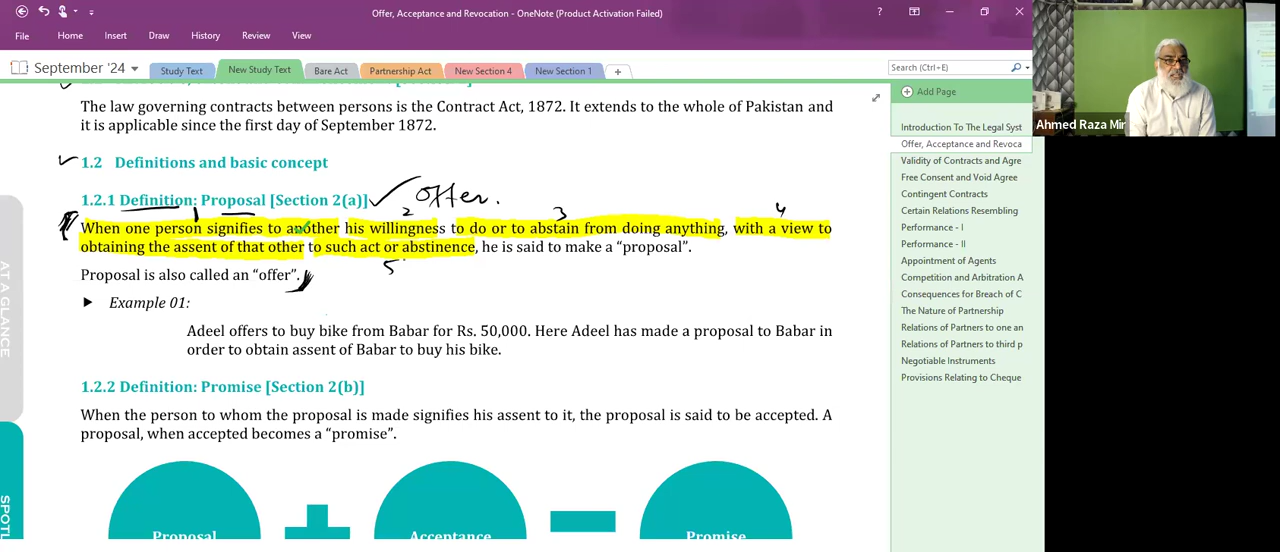 Offer, Acceptance and Revocation - OneNote (Product Activation Failed)
?
File Home Insert Draw History Review View
September '24
Study Text New Study Text Bare Act Partnership Act New Section 4 New Section 1 +
Search (Ctrl+E)
Add Page
Introduction To The Legal Syst
Offer, Acceptance and Revoca
Validity of Contracts and Agre
Free Consent and Void Agree
Contingent Contracts
Certain Relations Resembling
Performance - I
Performance - II
Appointment of Agents
Competition and Arbitration A
Consequences for Breach of C
The Nature of Partnership
Relations of Partners to one an
Relations of Partners to third p
Negotiable Instruments
Provisions Relating to Cheque
Ahmed Raza Mir
The law governing contracts between persons is the Contract Act, 1872. It extends to the whole of Pakistan and
it is applicable since the first day of September 1872.
1.2 Definitions and basic concept
1.2.1 Definition: Proposal [Section 2(a)] offer.
1 2 3 4
When one person signifies to another his willingness to do or to abstain from doing anything, with a view to
obtaining the assent of that other to such act or abstinence, he is said to make a “proposal”.
5
Proposal is also called an “offer”.
Example 01:
Adeel offers to buy bike from Babar for Rs. 50,000. Here Adeel has made a proposal to Babar in
order to obtain assent of Babar to buy his bike.
1.2.2 Definition: Promise [Section 2(b)]
When the person to whom the proposal is made signifies his assent to it, the proposal is said to be accepted. A
proposal, when accepted becomes a “promise”.
Proposal Acceptance Promise
AT A GLANCE
SPOTL